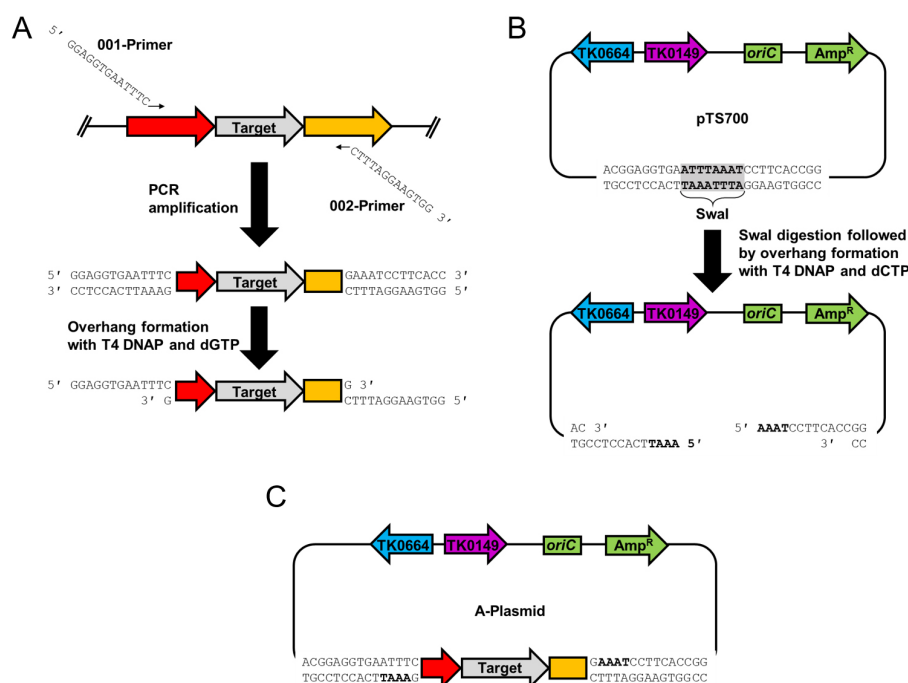 A
5' GGAGGTGAATTTC
001-Primer
Target
CTTTAGGAAGTGG 3'
002-Primer
PCR
amplification
5' GGAGGTGAATTTC Target GAAATCCTTCACC 3'
3' CCTCCACTTAAAG CTTTAGGAAGTGG 5'
Overhang formation
with T4 DNAP and dGTP
5' GGAGGTGAATTTC Target G 3'
3' G CTTTAGGAAGTGG 5'
B
TK0664 TK0149 oriC AmpR
pTS700
ACGGAGGTGAATTTAAATCCTTCACCGG
TGCCTCCACTTAAATTTAGGAAGTGGCC
SwaI
SwaI digestion followed
by overhang formation
with T4 DNAP and dCTP
TK0664 TK0149 oriC AmpR
AC 3' 5' AAATCCTTCACCGG
TGCCTCCACTTAAA 5' 3' CC
C
TK0664 TK0149 oriC AmpR
A-Plasmid
ACGGAGGTGAATTTC Target GAAATCCTTCACCGG
TGCCTCCACTTAAAG CTTTAGGAAGTGGCC